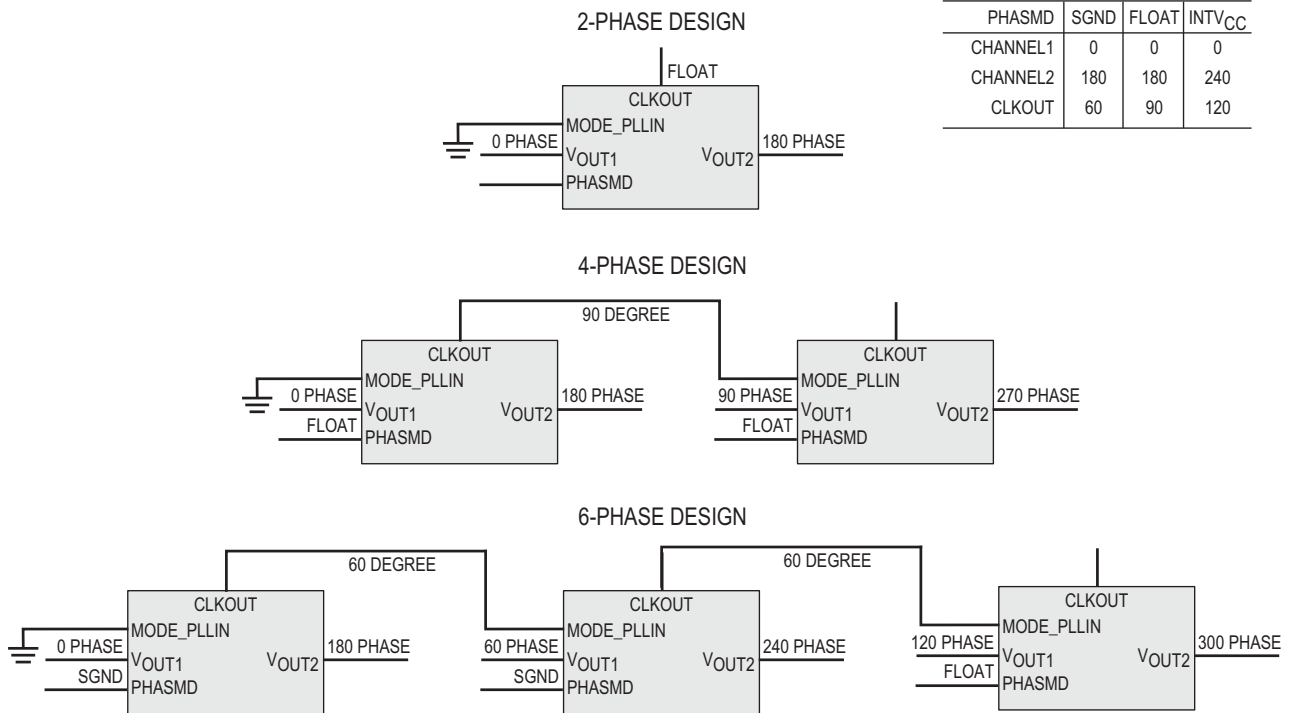 2-PHASE DESIGN
PHASMD SGND FLOAT INTVCC
CHANNEL1 0 0 0
CHANNEL2 180 180 240
CLKOUT 60 90 120
FLOAT
CLKOUT
MODE_PLLIN
0 PHASE VOUT1 VOUT2 180 PHASE
PHASMD
4-PHASE DESIGN
90 DEGREE
CLKOUT CLKOUT
MODE_PLLIN MODE_PLLIN
0 PHASE VOUT1 VOUT2 180 PHASE 90 PHASE VOUT1 VOUT2 270 PHASE
FLOAT PHASMD FLOAT PHASMD
6-PHASE DESIGN
60 DEGREE 60 DEGREE
CLKOUT CLKOUT CLKOUT
MODE_PLLIN MODE_PLLIN MODE_PLLIN
0 PHASE VOUT1 VOUT2 180 PHASE 60 PHASE VOUT1 VOUT2 240 PHASE 120 PHASE VOUT1 VOUT2 300 PHASE
SGND PHASMD SGND PHASMD FLOAT PHASMD